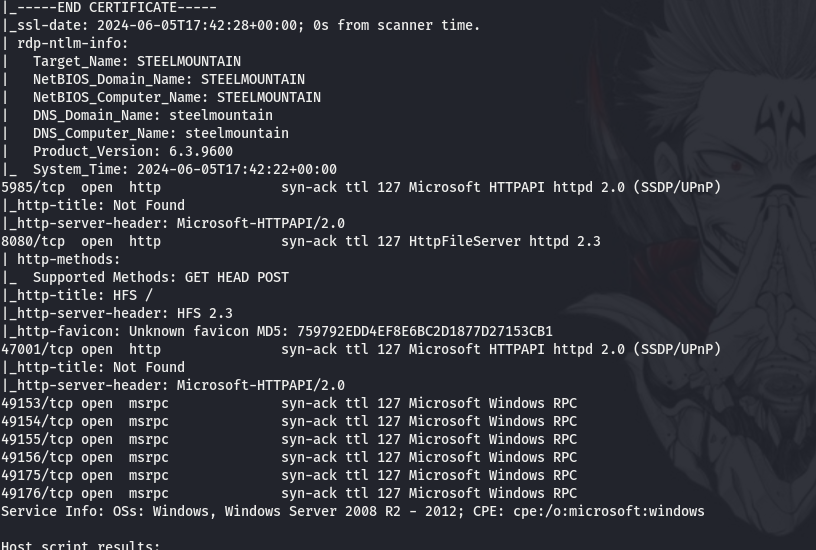 |_-----END CERTIFICATE-----
|_ssl-date: 2024-06-05T17:42:28+00:00; 0s from scanner time.
| rdp-ntlm-info:
|   Target_Name: STEELMOUNTAIN
|   NetBIOS_Domain_Name: STEELMOUNTAIN
|   NetBIOS_Computer_Name: STEELMOUNTAIN
|   DNS_Domain_Name: steelmountain
|   DNS_Computer_Name: steelmountain
|   Product_Version: 6.3.9600
|_  System_Time: 2024-06-05T17:42:22+00:00
5985/tcp  open  http               syn-ack ttl 127 Microsoft HTTPAPI httpd 2.0 (SSDP/UPnP)
|_http-title: Not Found
|_http-server-header: Microsoft-HTTPAPI/2.0
8080/tcp  open  http               syn-ack ttl 127 HttpFileServer httpd 2.3
| http-methods:
|_  Supported Methods: GET HEAD POST
|_http-title: HFS /
|_http-server-header: HFS 2.3
|_http-favicon: Unknown favicon MD5: 759792EDD4EF8E6BC2D1877D27153CB1
47001/tcp open  http               syn-ack ttl 127 Microsoft HTTPAPI httpd 2.0 (SSDP/UPnP)
|_http-title: Not Found
|_http-server-header: Microsoft-HTTPAPI/2.0
49153/tcp open  msrpc              syn-ack ttl 127 Microsoft Windows RPC
49154/tcp open  msrpc              syn-ack ttl 127 Microsoft Windows RPC
49155/tcp open  msrpc              syn-ack ttl 127 Microsoft Windows RPC
49156/tcp open  msrpc              syn-ack ttl 127 Microsoft Windows RPC
49175/tcp open  msrpc              syn-ack ttl 127 Microsoft Windows RPC
49176/tcp open  msrpc              syn-ack ttl 127 Microsoft Windows RPC
Service Info: OSs: Windows, Windows Server 2008 R2 - 2012; CPE: cpe:/o:microsoft:windows
Host script results: